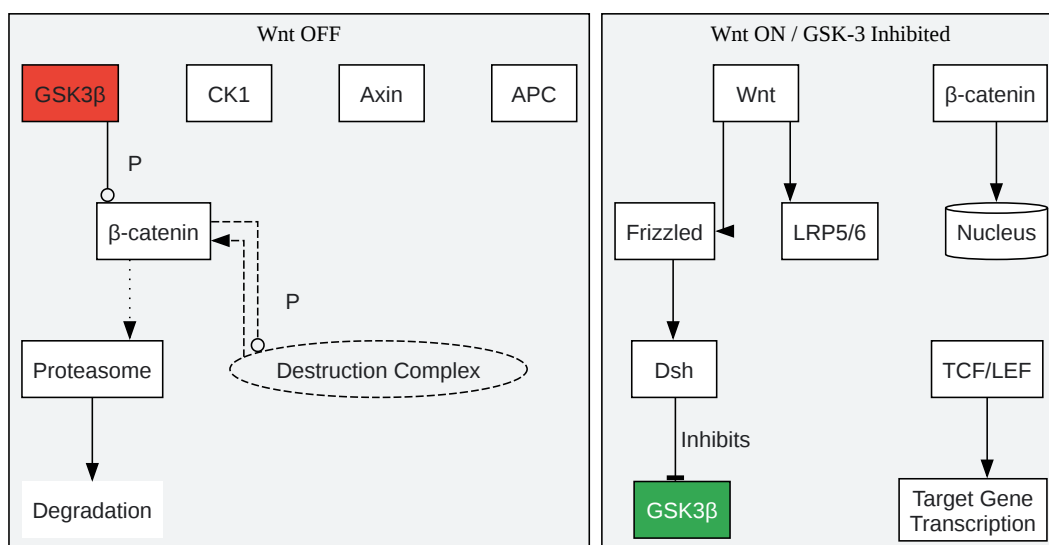 Wnt OFF
GSK3β
CK1
Axin
APC
P
β-catenin
P
Proteasome
Destruction Complex
Degradation
Wnt ON / GSK-3 Inhibited
Wnt
β-catenin
Frizzled
LRP5/6
Nucleus
Dsh
TCF/LEF
Inhibits
GSK3β
Target Gene
Transcription